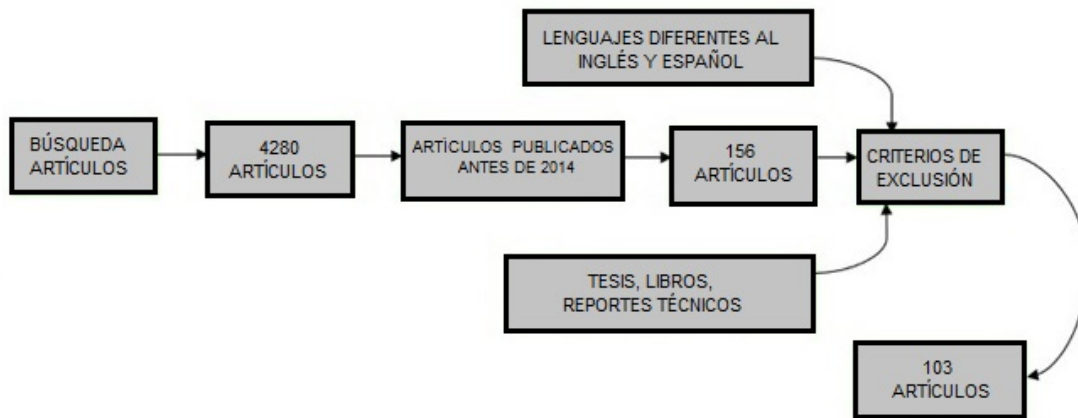 LENGUAJES DIFERENTES AL
INGLÉS Y ESPAÑOL
BÚSQUEDA
ARTÍCULOS
4280
ARTÍCULOS
ARTÍCULOS PUBLICADOS
ANTES DE 2014
156
ARTÍCULOS
CRITERIOS DE
EXCLUSIÓN
TESIS, LIBROS,
REPORTES TÉCNICOS
103
ARTÍCULOS